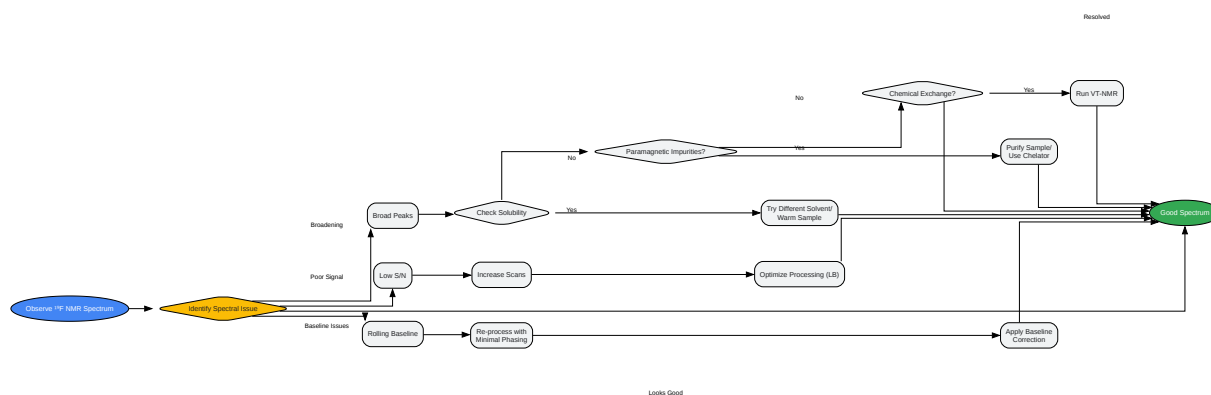 Resolved
Chemical Exchange?
Yes
Run VT-NMR
No
Paramagnetic Impurities?
Yes
No
Purify Sample/
Use Chelator
Broad Peaks
Check Solubility
Yes
Try Different Solvent/
Warm Sample
Good Spectrum
Broadening
Poor Signal
Low S/N
Increase Scans
Optimize Processing (LB)
Observe ¹⁹F NMR Spectrum
Identify Spectral Issue
Baseline Issues
Rolling Baseline
Re-process with
Minimal Phasing
Apply Baseline
Correction
Looks Good